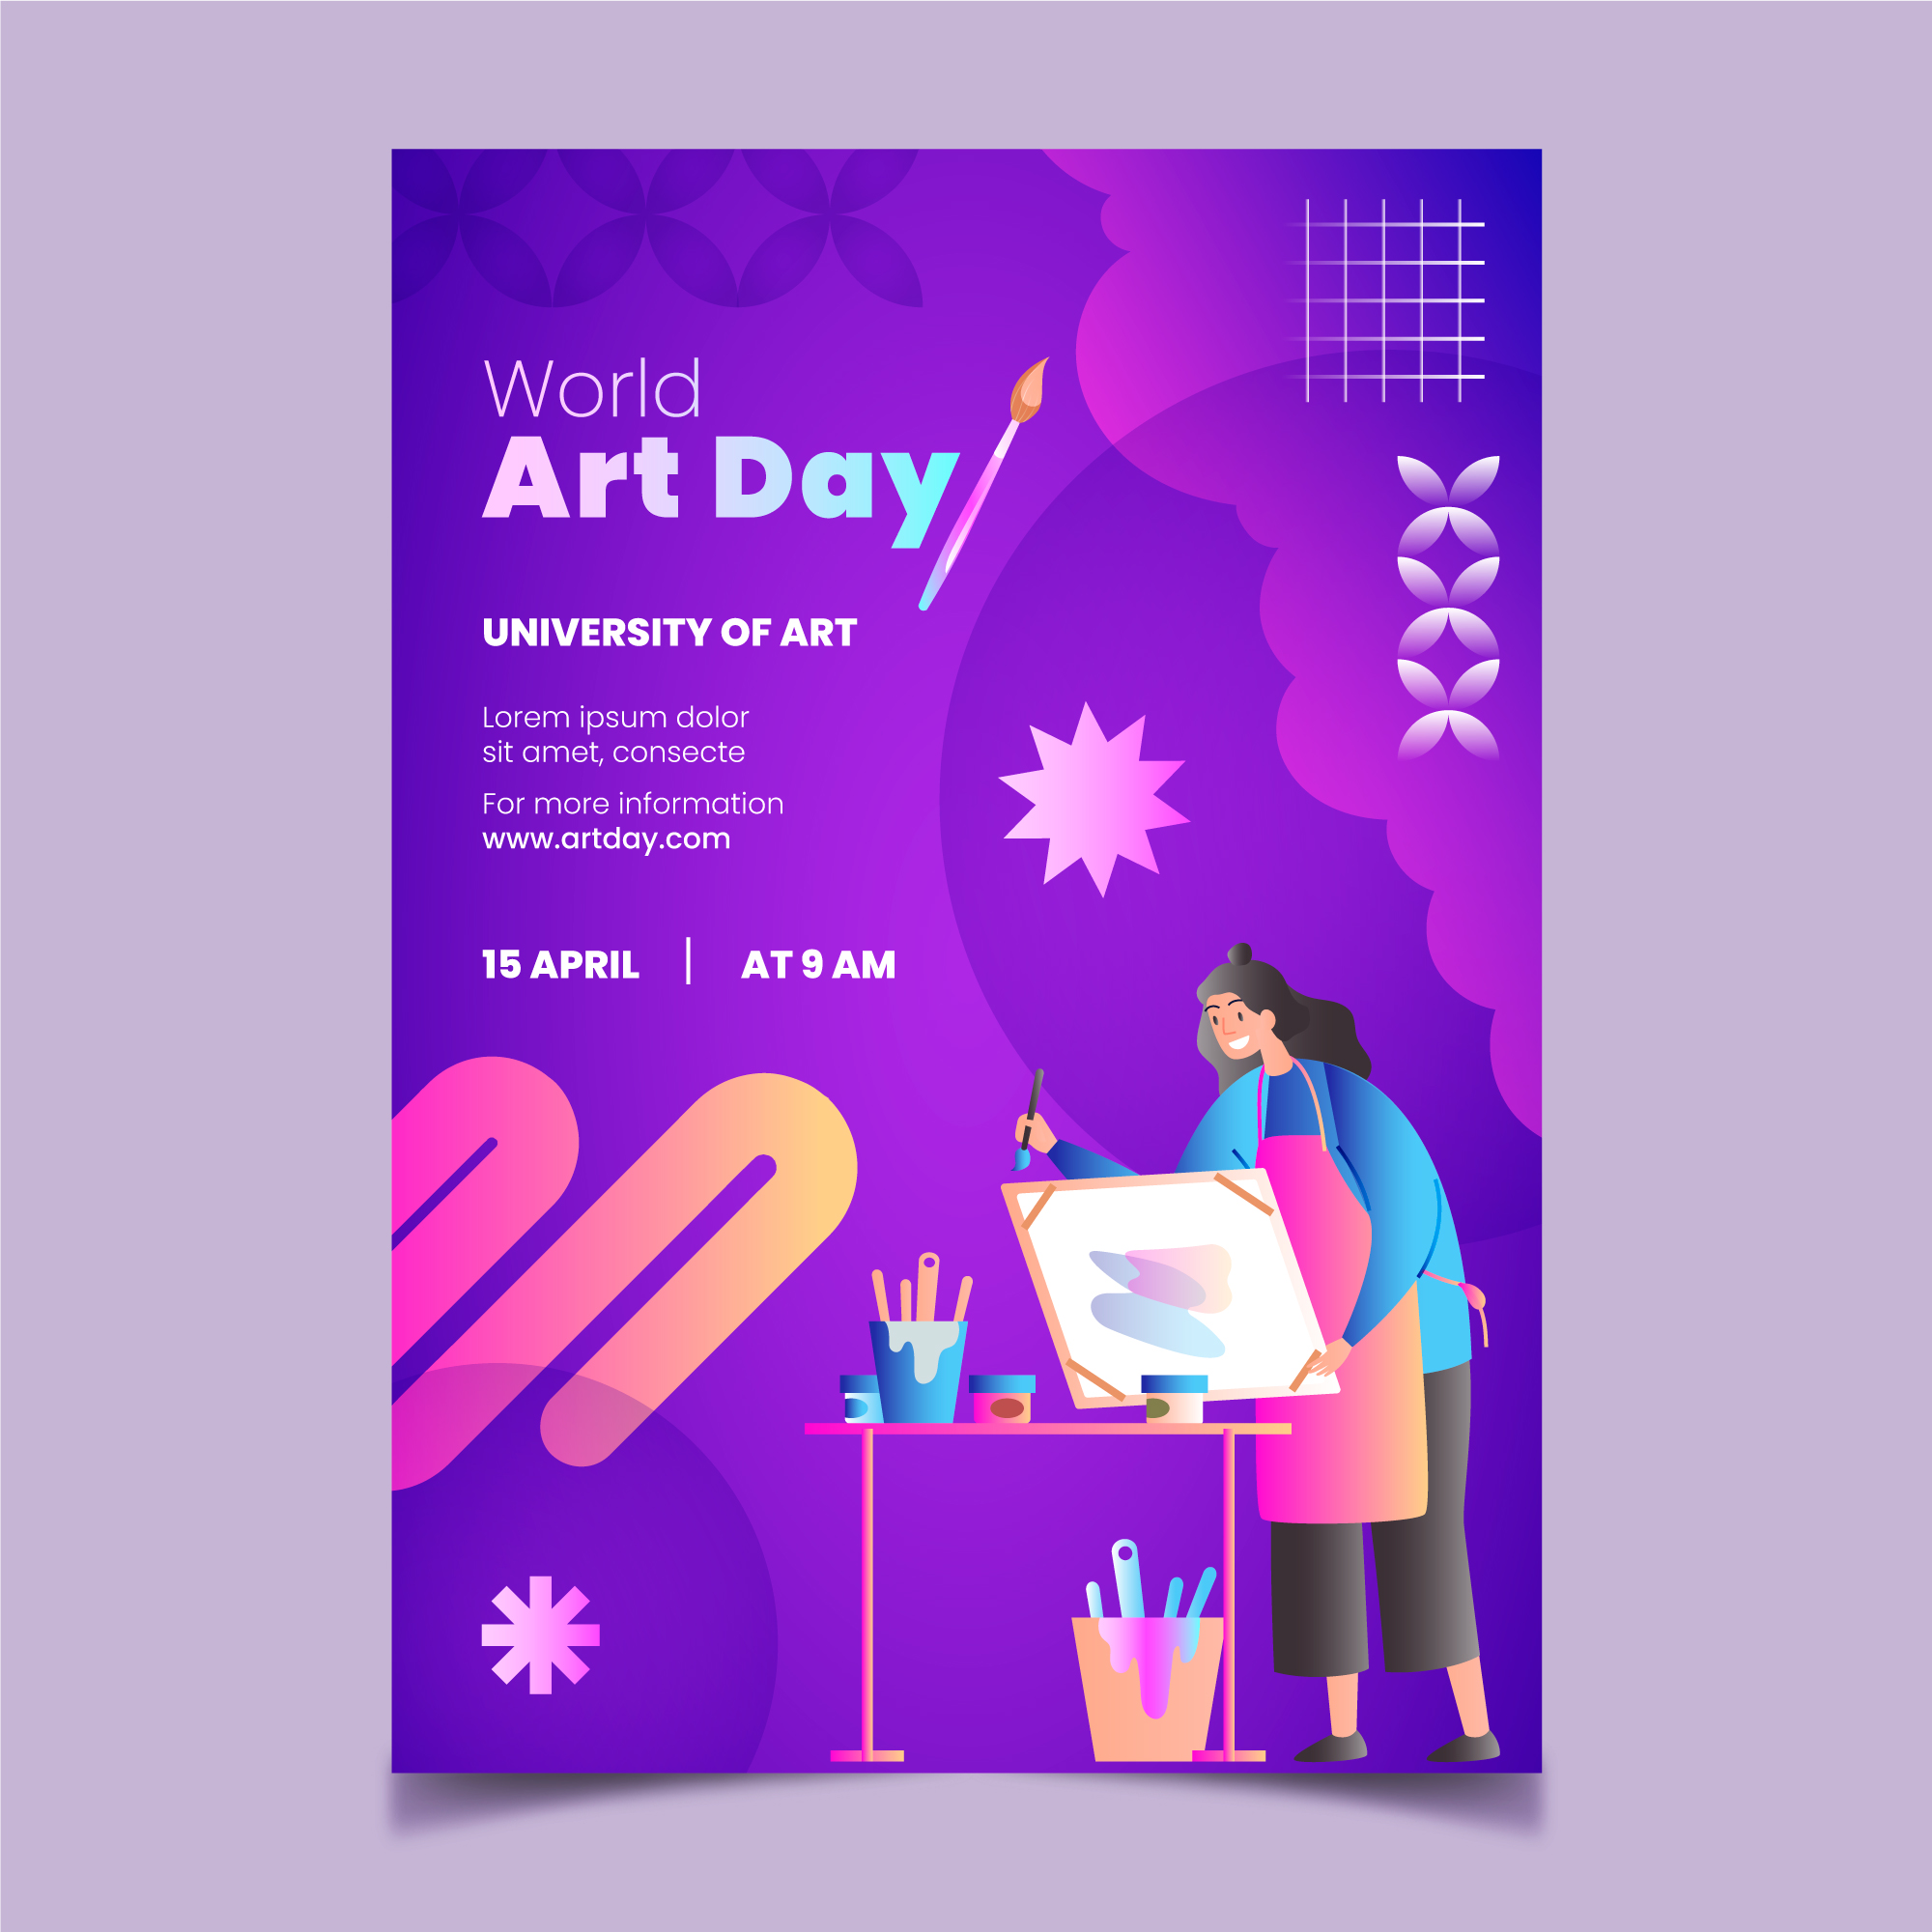 World
Art Day
UNIVERSITY OF ART
Lorem ipsum dolor
sit amet, consecte
For more information
www.artday.com
15 APRIL | AT 9 AM